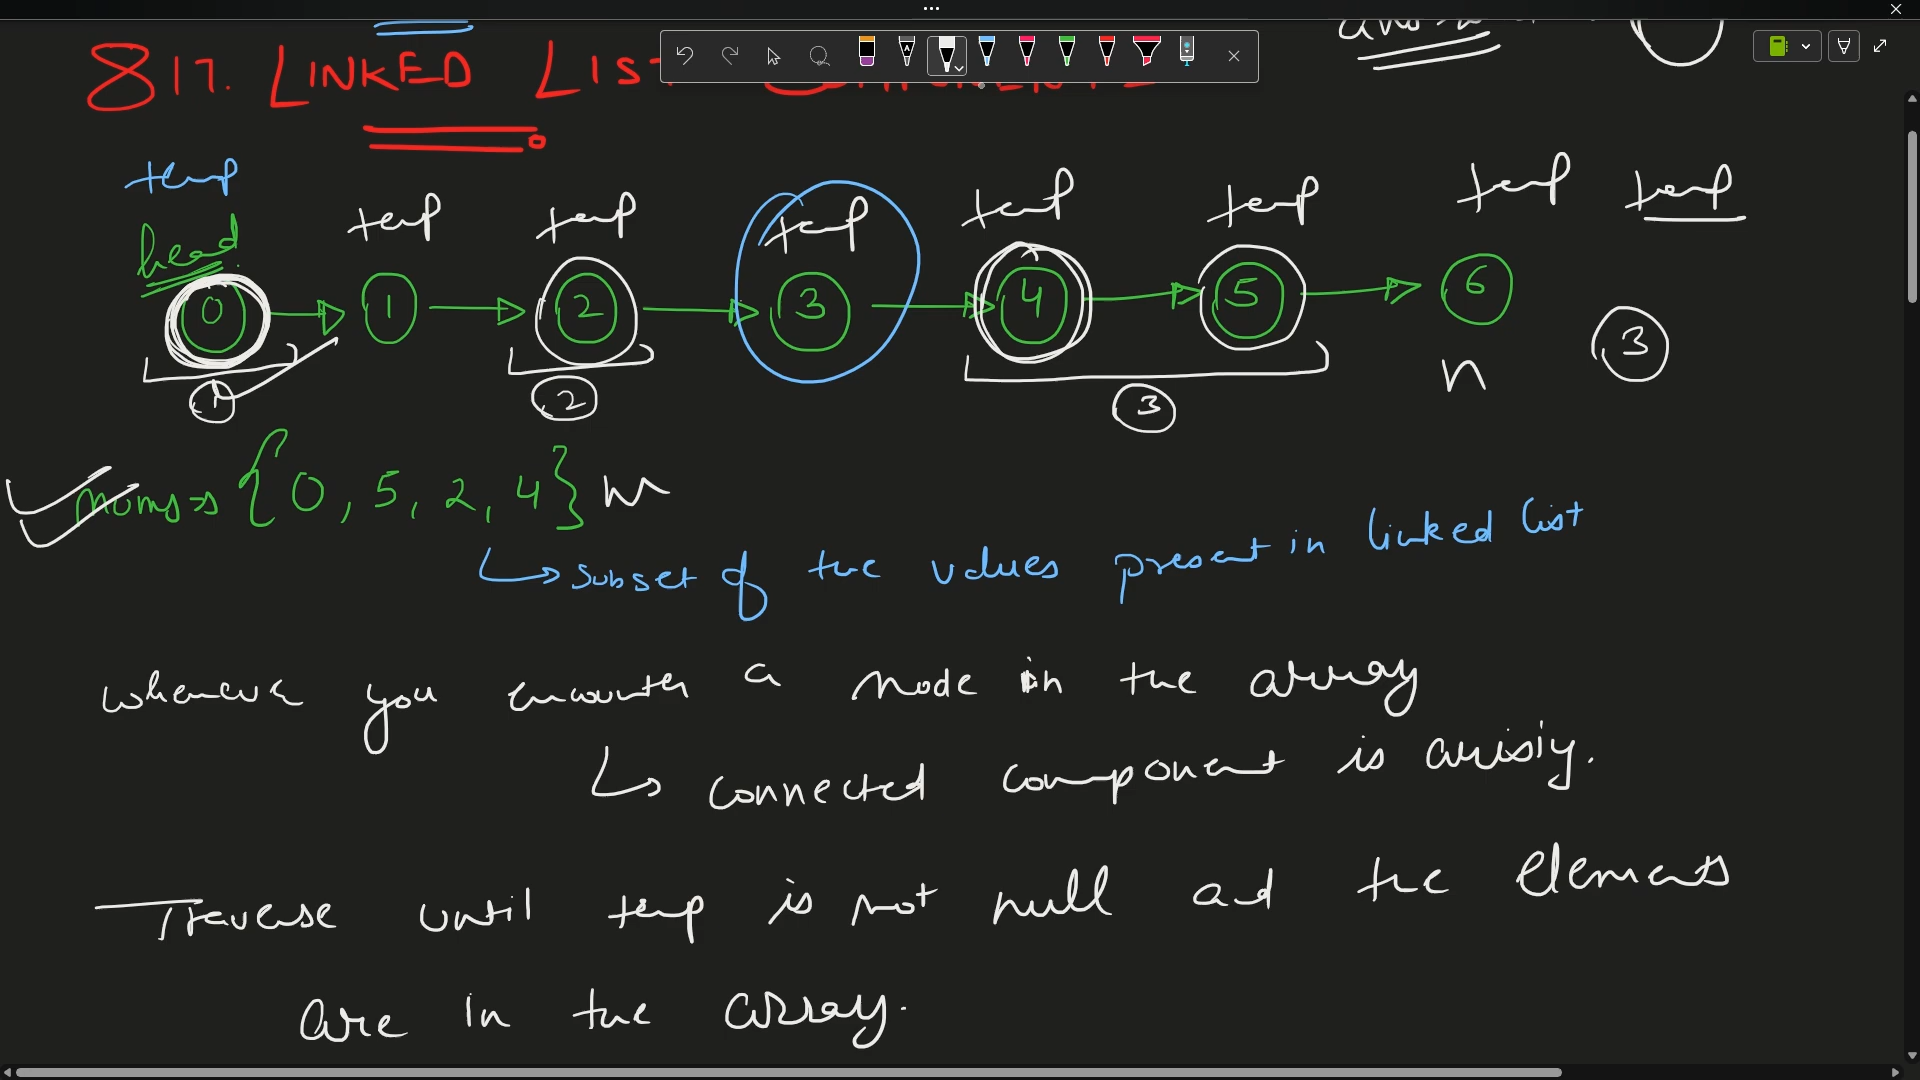 817. LINKED LIST
temp
head
temp temp temp temp temp temp temp
0 1 2 3 4 5 6
1 2 3 n 3
nums => {0, 5, 2, 4} m
subset of the values present in linked list
whenever you encounter a node in the array
connected component is arising.
Traverse until temp is not null and the elements
are in the array.